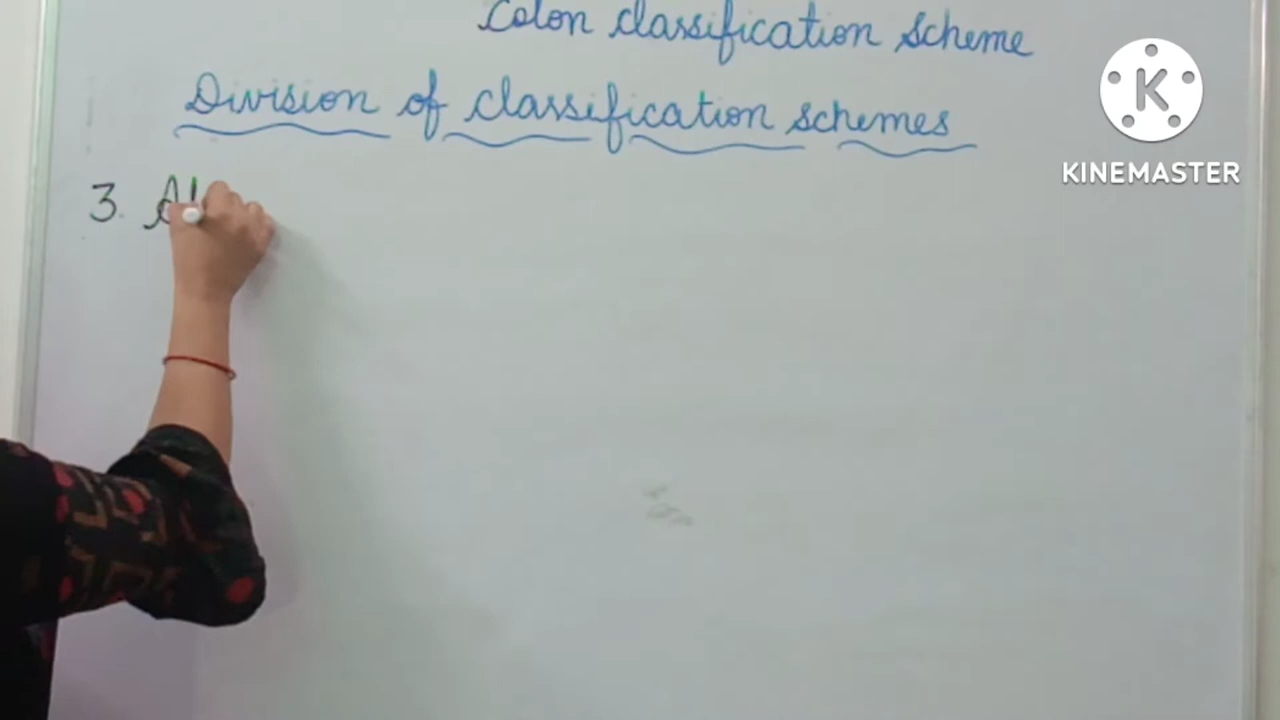 Colon classification scheme
Division of classification schemes
K
KINEMASTER
3.